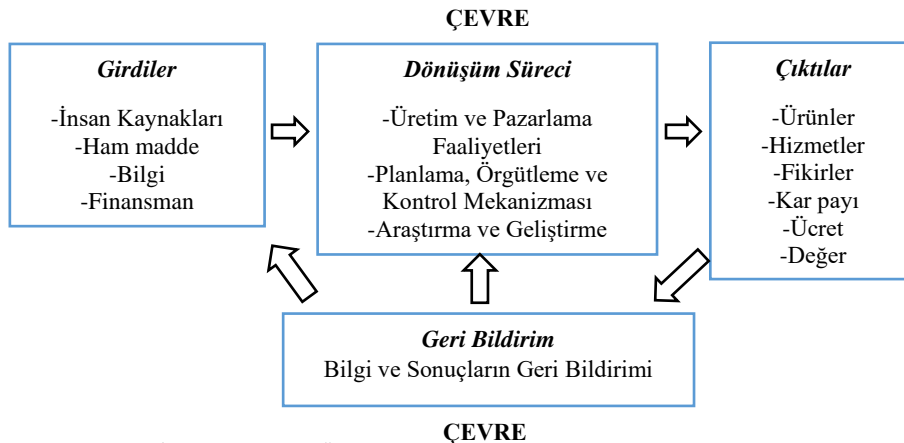 ÇEVRE
Girdiler
-İnsan Kaynakları
-Ham madde
-Bilgi
-Finansman
Dönüşüm Süreci
-Üretim ve Pazarlama
Faaliyetleri
-Planlama, Örgütleme ve
Kontrol Mekanizması
-Araştırma ve Geliştirme
Çıktılar
-Ürünler
-Hizmetler
-Fikirler
-Kar payı
-Ücret
-Değer
Geri Bildirim
Bilgi ve Sonuçların Geri Bildirimi
ÇEVRE